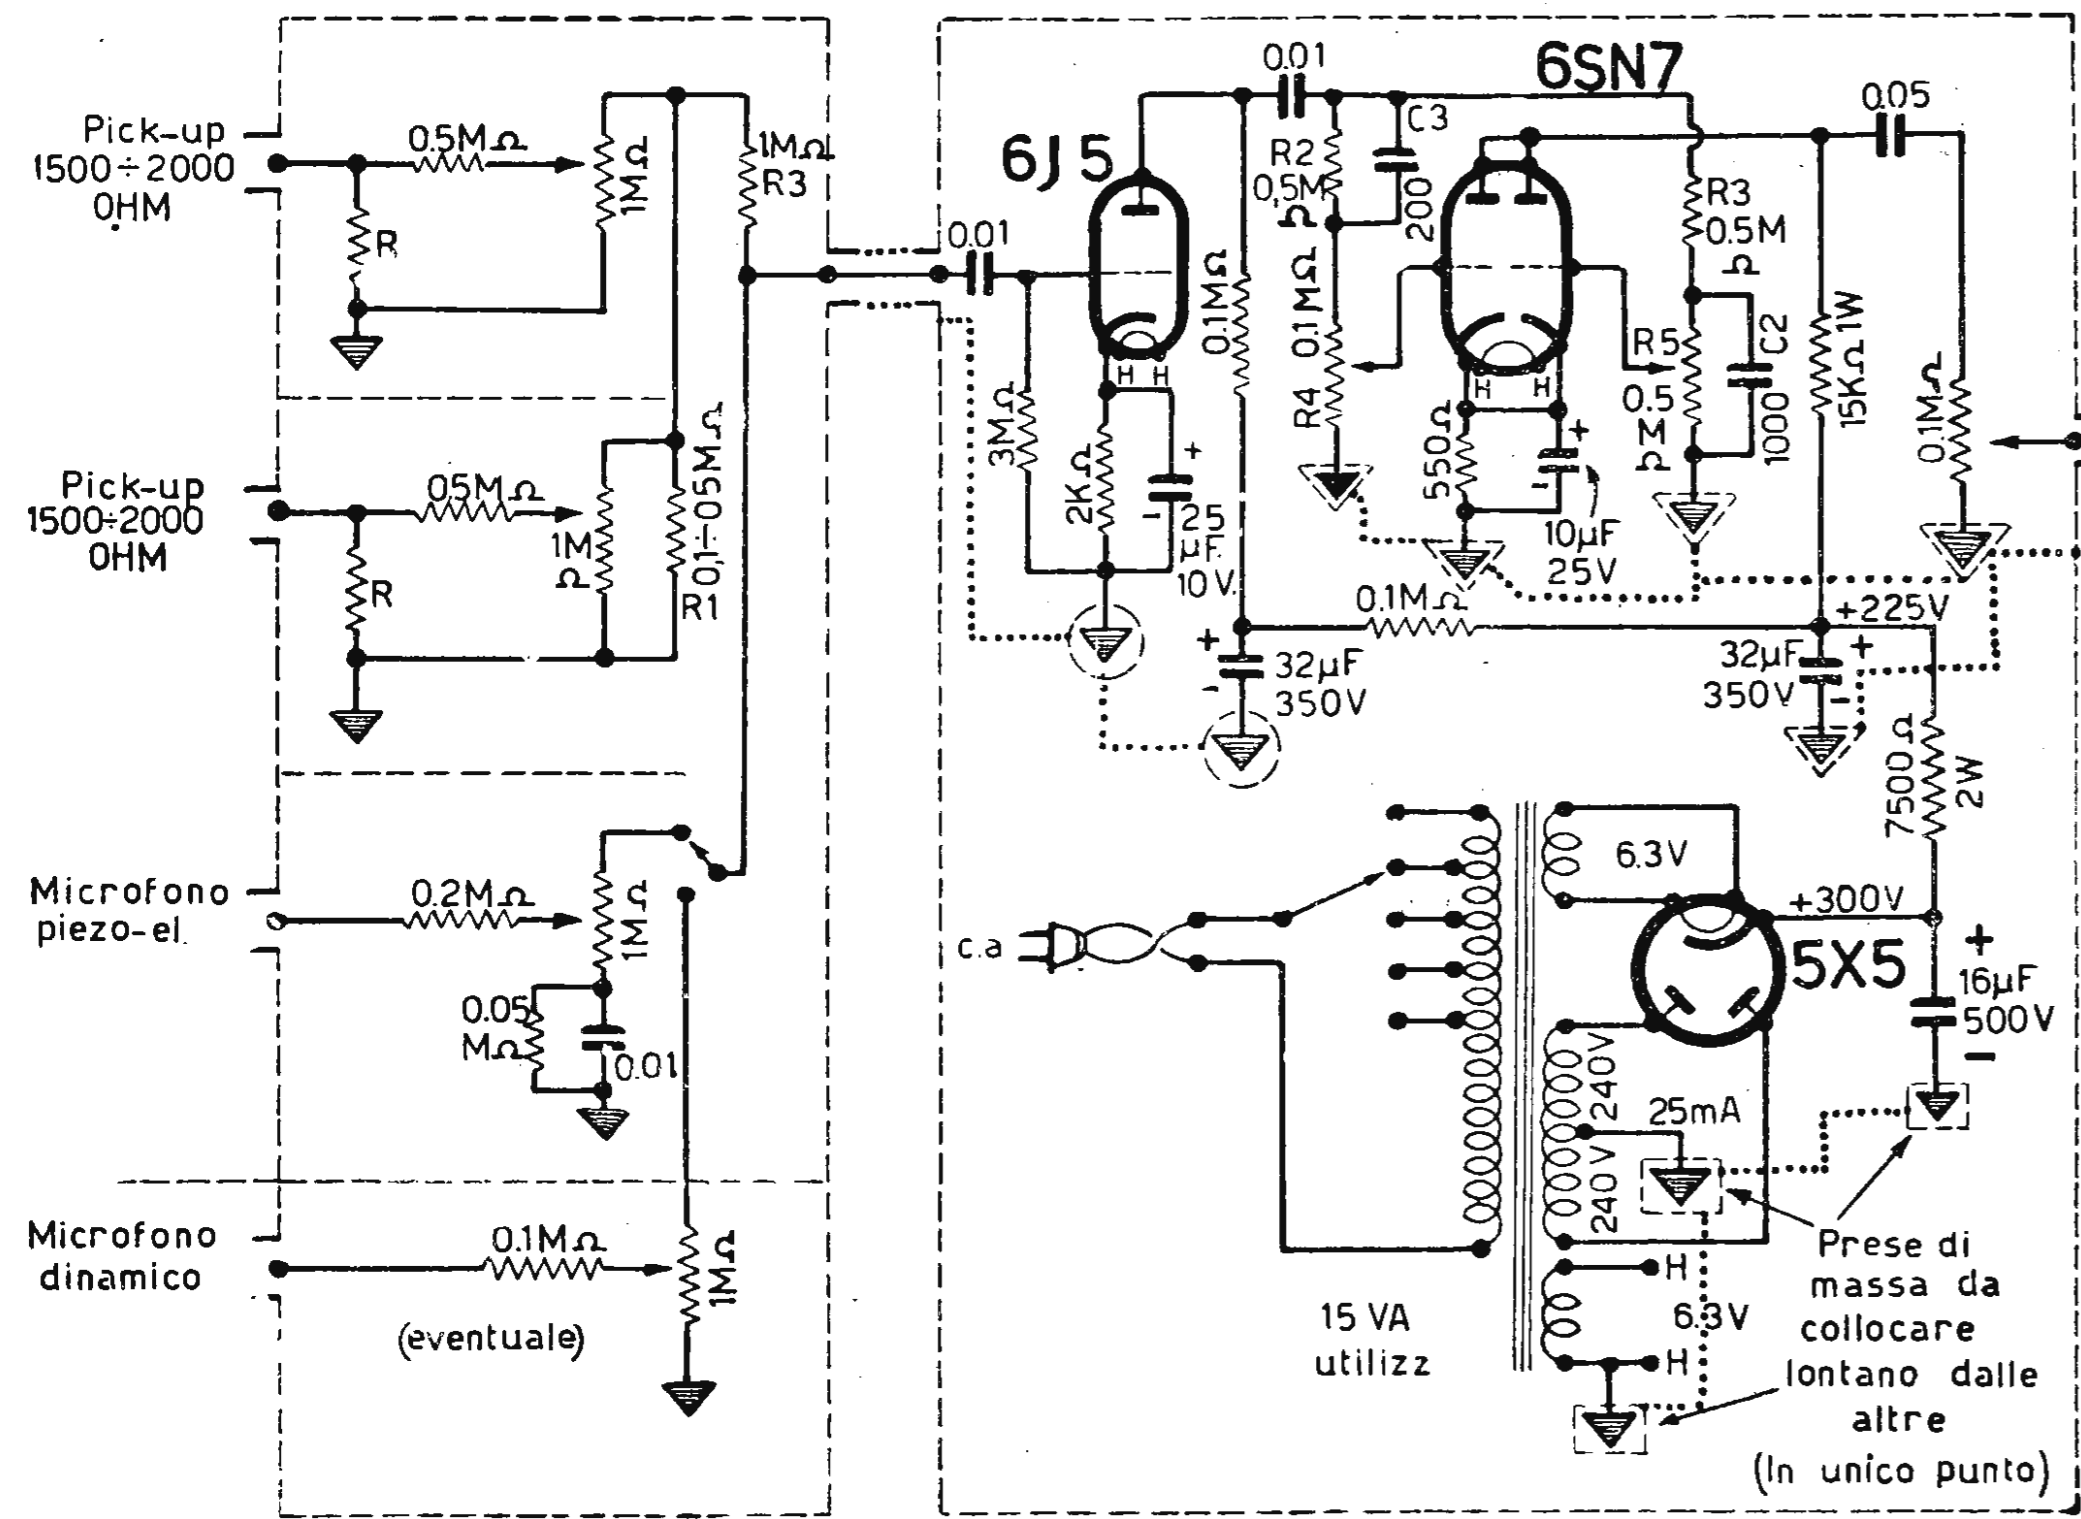 Pick-up
1500÷2000
OHM
0.5MΩ
1MΩ
R
1MΩ
R3
Pick-up
1500÷2000
OHM
05MΩ
1M
Ω
R
0,1÷05MΩ
R1
Microfono
piezo-el.
0.2MΩ
1MΩ
0.05
MΩ
0.01
Microfono
dinamico
0.1MΩ
1MΩ
(eventuale)
0.01
6J5
H H
3MΩ
2KΩ
+
-
25
µF.
10V.
0.1MΩ
0.01
R2
0,5M
Ω
C3
200
0.1MΩ
R4
6SN7
H H
550Ω
+
-
10µF
25V
R3
0.5M
Ω
R5
0.5
M
Ω
C2
1000
0.05
15KΩ 1W
0.1MΩ
0.1MΩ
+225V
+
-
32µF
350V
32µF
350V
+
-
7500Ω
2W
c.a
6.3V
+300V
5X5
+
16µF
500V
-
240V
240V
25mA
H
6.3V
H
15 VA
utilizz
Prese di
massa da
collocare
lontano dalle
altre
(In unico punto)